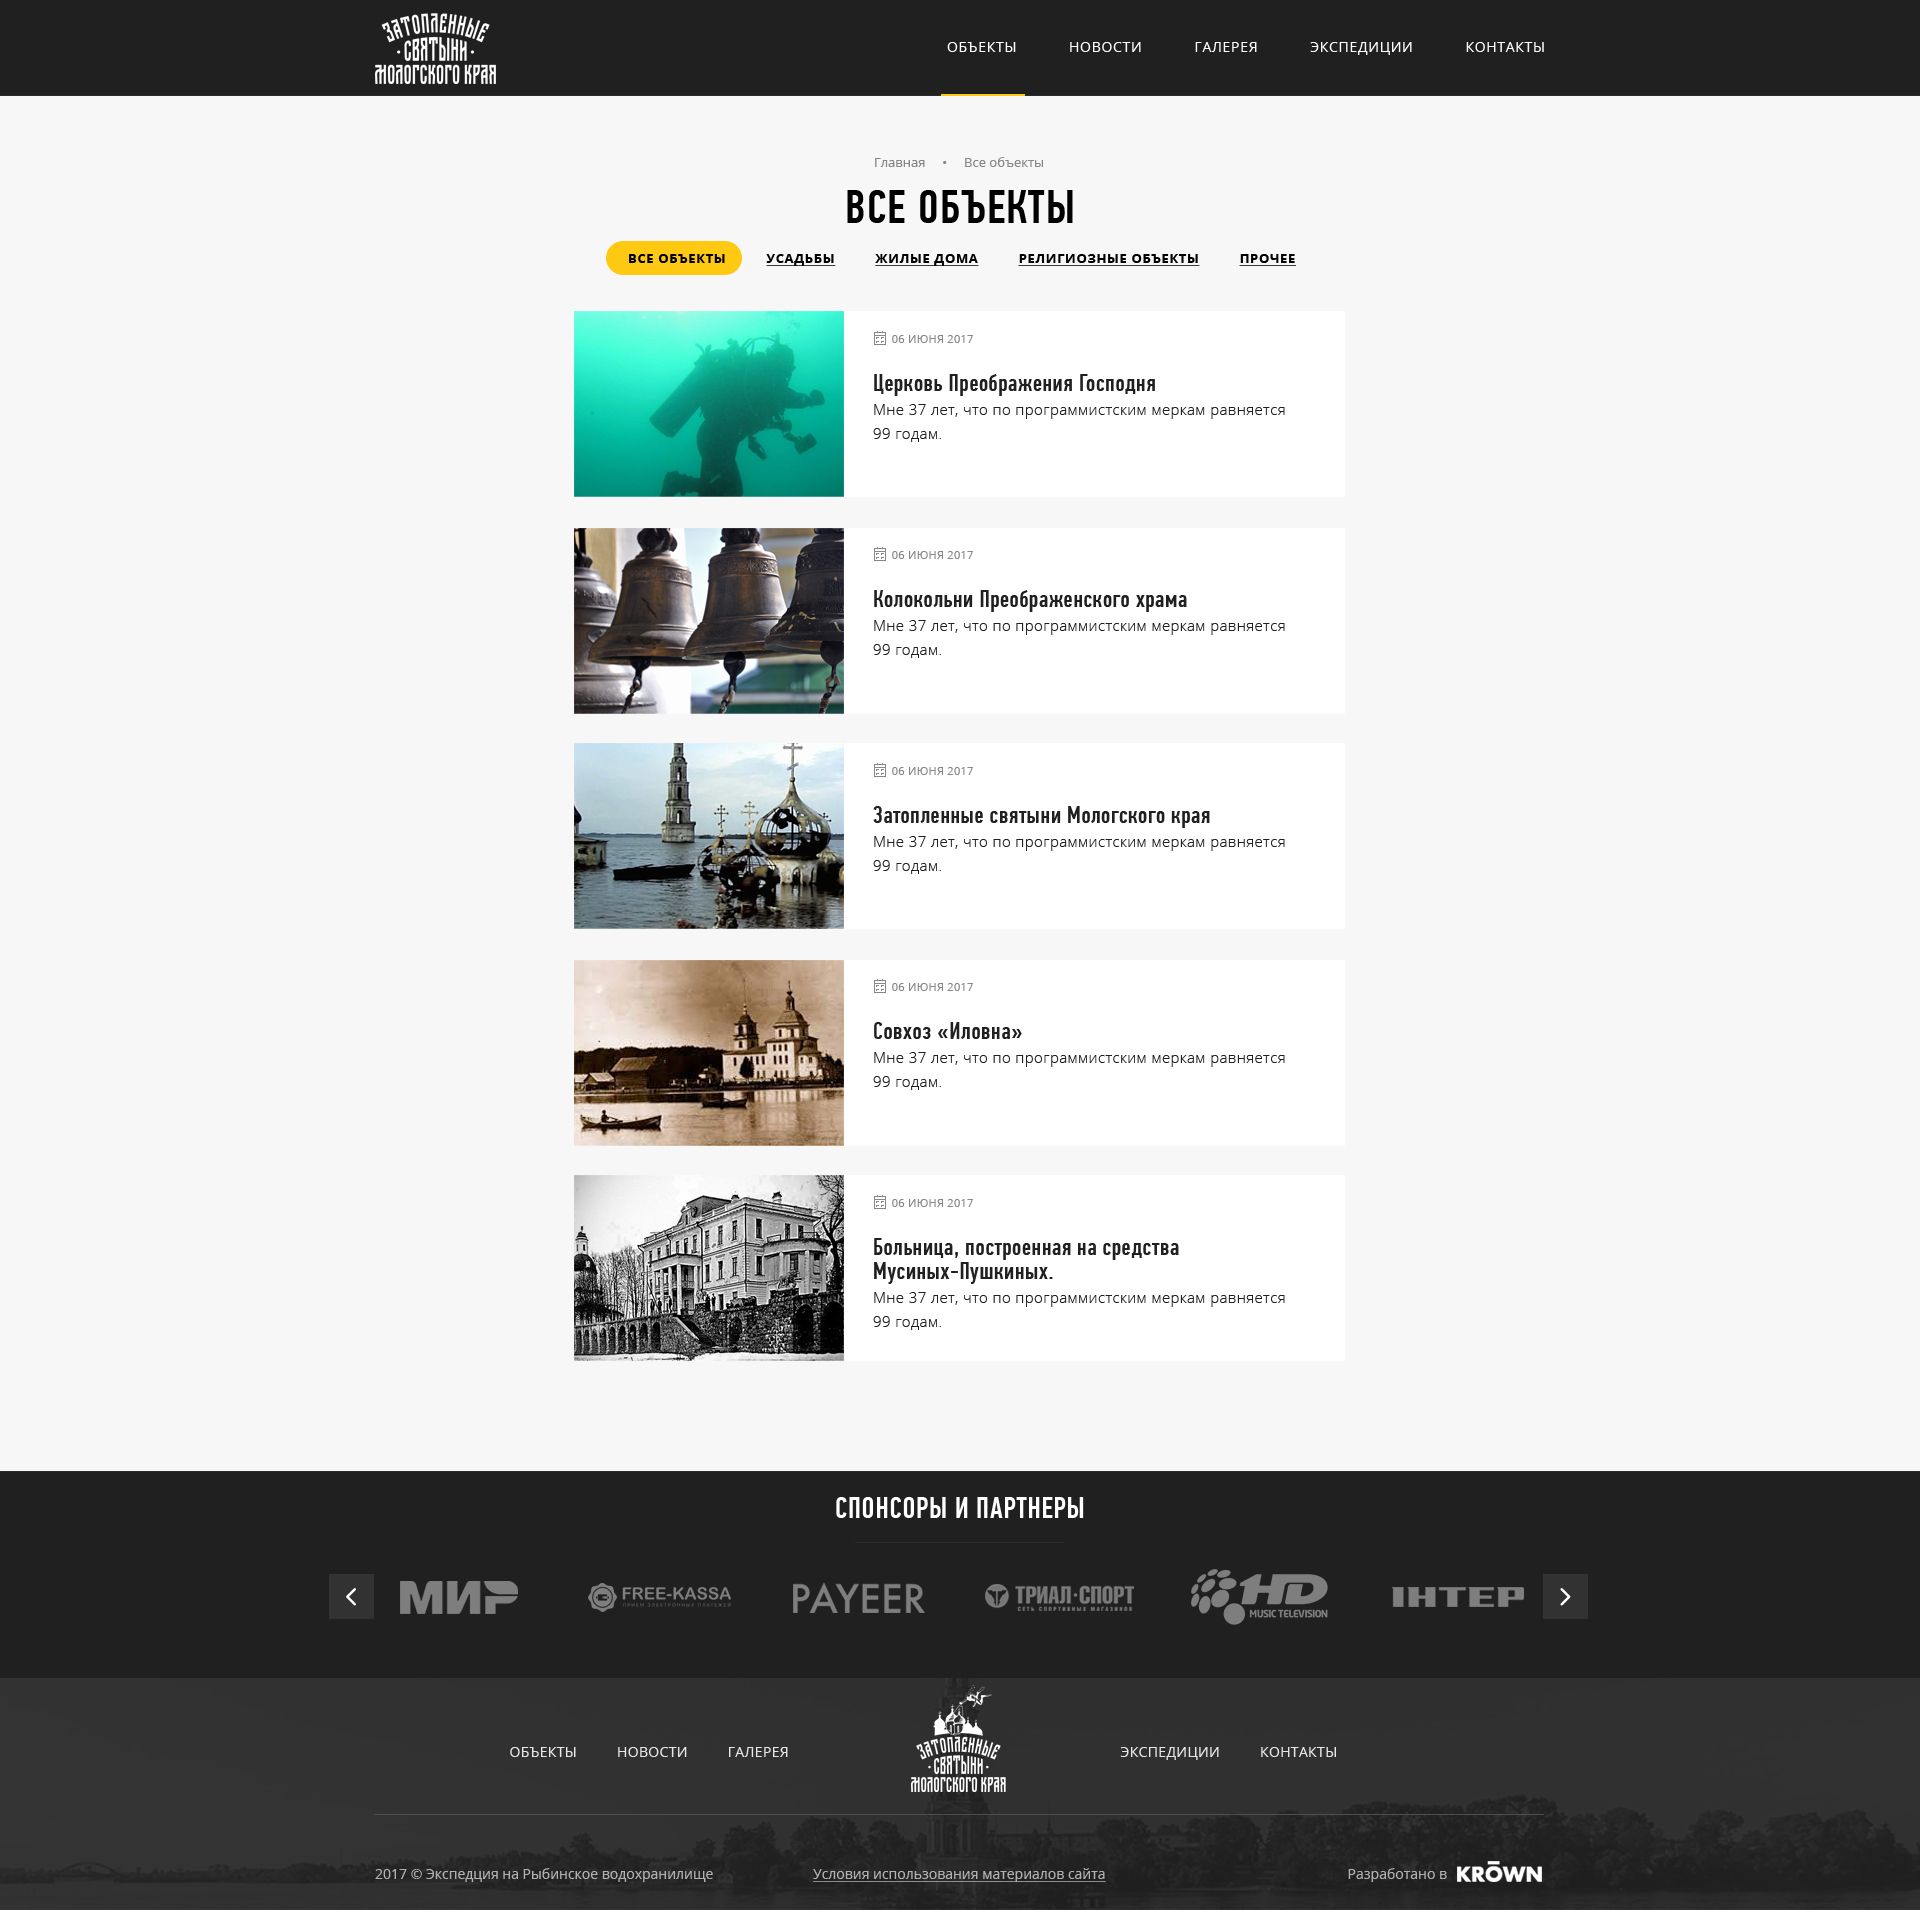 ЗАТОПЛЕННЫЕ
СВЯТЫНИ
МОЛОГСКОГО КРАЯ
ОБЪЕКТЫ
НОВОСТИ
ГАЛЕРЕЯ
ЭКСПЕДИЦИИ
КОНТАКТЫ
Главная • Все объекты
ВСЕ ОБЪЕКТЫ
ВСЕ ОБЪЕКТЫ
УСАДЬБЫ
ЖИЛЫЕ ДОМА
РЕЛИГИОЗНЫЕ ОБЪЕКТЫ
ПРОЧЕЕ
06 ИЮНЯ 2017
Церковь Преображения Господня
Мне 37 лет, что по программистским меркам равняется
99 годам.
06 ИЮНЯ 2017
Колокольни Преображенского храма
Мне 37 лет, что по программистским меркам равняется
99 годам.
06 ИЮНЯ 2017
Затопленные святыни Мологского края
Мне 37 лет, что по программистским меркам равняется
99 годам.
06 ИЮНЯ 2017
Совхоз «Иловна»
Мне 37 лет, что по программистским меркам равняется
99 годам.
06 ИЮНЯ 2017
Больница, построенная на средства
Мусиных-Пушкиных.
Мне 37 лет, что по программистским меркам равняется
99 годам.
СПОНСОРЫ И ПАРТНЕРЫ
МИР
FREE-KASSA
ПРИЕМ ЭЛЕКТРОННЫХ ПЛАТЕЖЕЙ
PAYEER
ТРИАЛ-СПОРТ
СЕТЬ СПОРТИВНЫХ МАГАЗИНОВ
HD
MUSIC TELEVISION
ІНТЕР
ОБЪЕКТЫ
НОВОСТИ
ГАЛЕРЕЯ
ЗАТОПЛЕННЫЕ
СВЯТЫНИ
МОЛОГСКОГО КРАЯ
ЭКСПЕДИЦИИ
КОНТАКТЫ
2017 © Экспедция на Рыбинское водохранилище
Условия использования материалов сайта
Разработано в KRŌWN